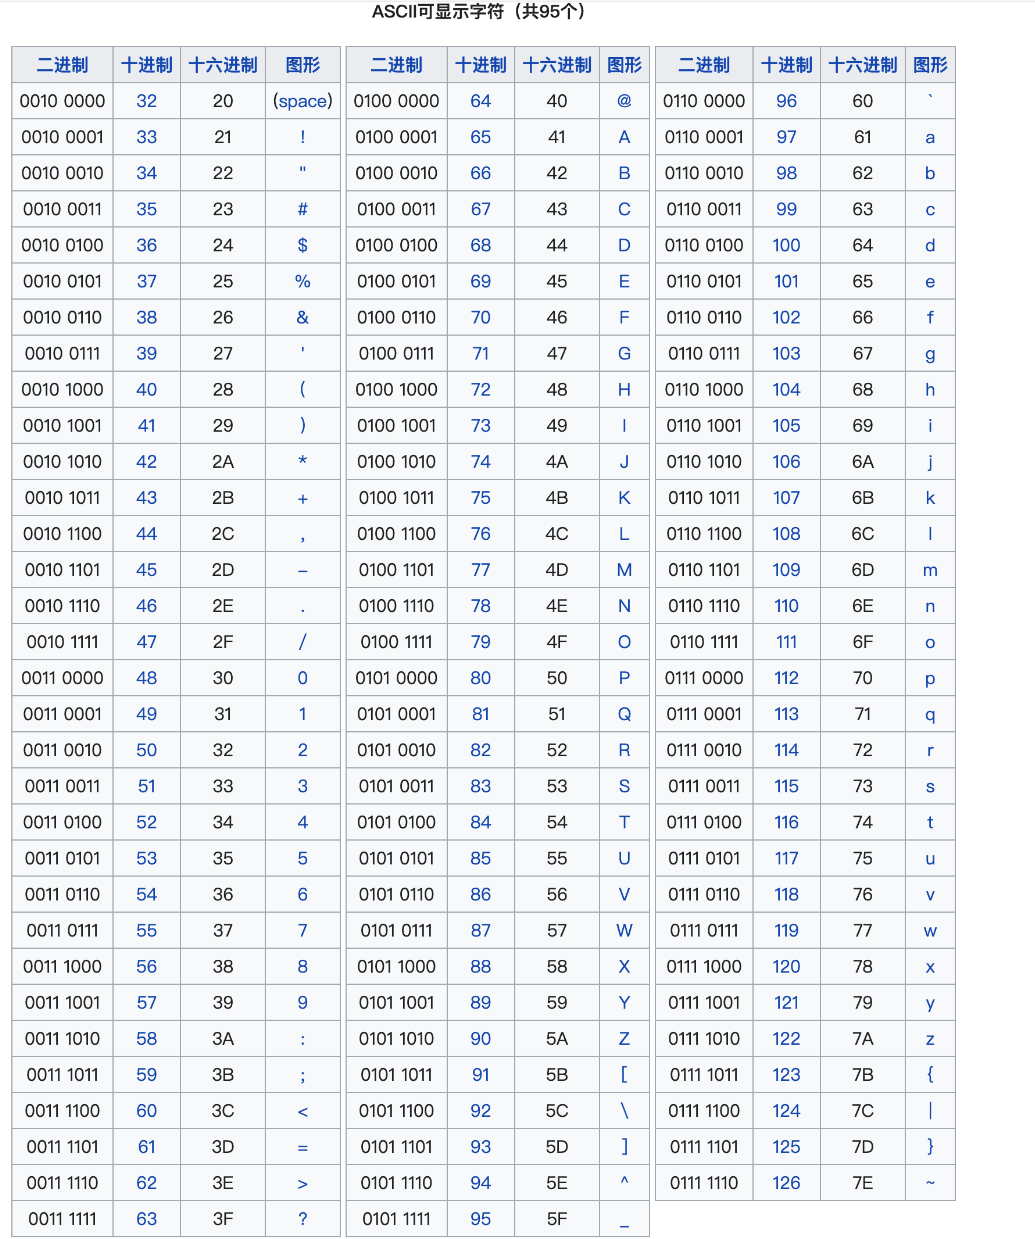 ASCII可显示字符（共95个）
二进制 十进制 十六进制 图形 二进制 十进制 十六进制 图形 二进制 十进制 十六进制 图形
0010 0000 32 20 (space) 0100 0000 64 40 @ 0110 0000 96 60 `
0010 0001 33 21 ! 0100 0001 65 41 A 0110 0001 97 61 a
0010 0010 34 22 " 0100 0010 66 42 B 0110 0010 98 62 b
0010 0011 35 23 # 0100 0011 67 43 C 0110 0011 99 63 c
0010 0100 36 24 $ 0100 0100 68 44 D 0110 0100 100 64 d
0010 0101 37 25 % 0100 0101 69 45 E 0110 0101 101 65 e
0010 0110 38 26 & 0100 0110 70 46 F 0110 0110 102 66 f
0010 0111 39 27 ' 0100 0111 71 47 G 0110 0111 103 67 g
0010 1000 40 28 ( 0100 1000 72 48 H 0110 1000 104 68 h
0010 1001 41 29 ) 0100 1001 73 49 I 0110 1001 105 69 i
0010 1010 42 2A * 0100 1010 74 4A J 0110 1010 106 6A j
0010 1011 43 2B + 0100 1011 75 4B K 0110 1011 107 6B k
0010 1100 44 2C , 0100 1100 76 4C L 0110 1100 108 6C l
0010 1101 45 2D – 0100 1101 77 4D M 0110 1101 109 6D m
0010 1110 46 2E . 0100 1110 78 4E N 0110 1110 110 6E n
0010 1111 47 2F / 0100 1111 79 4F O 0110 1111 111 6F o
0011 0000 48 30 0 0101 0000 80 50 P 0111 0000 112 70 p
0011 0001 49 31 1 0101 0001 81 51 Q 0111 0001 113 71 q
0011 0010 50 32 2 0101 0010 82 52 R 0111 0010 114 72 r
0011 0011 51 33 3 0101 0011 83 53 S 0111 0011 115 73 s
0011 0100 52 34 4 0101 0100 84 54 T 0111 0100 116 74 t
0011 0101 53 35 5 0101 0101 85 55 U 0111 0101 117 75 u
0011 0110 54 36 6 0101 0110 86 56 V 0111 0110 118 76 v
0011 0111 55 37 7 0101 0111 87 57 W 0111 0111 119 77 w
0011 1000 56 38 8 0101 1000 88 58 X 0111 1000 120 78 x
0011 1001 57 39 9 0101 1001 89 59 Y 0111 1001 121 79 y
0011 1010 58 3A : 0101 1010 90 5A Z 0111 1010 122 7A z
0011 1011 59 3B ; 0101 1011 91 5B [ 0111 1011 123 7B {
0011 1100 60 3C < 0101 1100 92 5C \ 0111 1100 124 7C |
0011 1101 61 3D = 0101 1101 93 5D ] 0111 1101 125 7D }
0011 1110 62 3E > 0101 1110 94 5E ^ 0111 1110 126 7E ~
0011 1111 63 3F ? 0101 1111 95 5F _